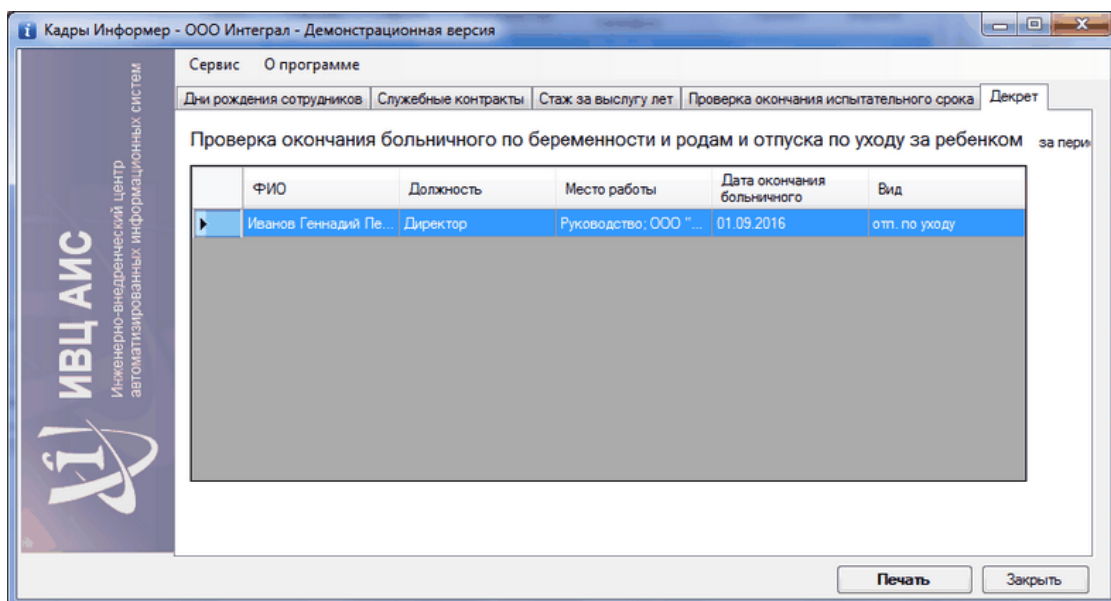 Кадры Информер - ООО Интеграл - Демонстрационная версия
Сервис О программе
Дни рождения сотрудников Служебные контракты Стаж за выслугу лет Проверка окончания испытательного срока Декрет
Проверка окончания больничного по беременности и родам и отпуска по уходу за ребенком за пери
ФИО Должность Место работы Дата окончания больничного Вид
Иванов Геннадий Пе... Директор Руководство; ООО "... 01.09.2016 отп. по уходу
ИВЦ АИС
Инженерно-внедренческий центр
автоматизированных информационных систем
Печать Закрыть